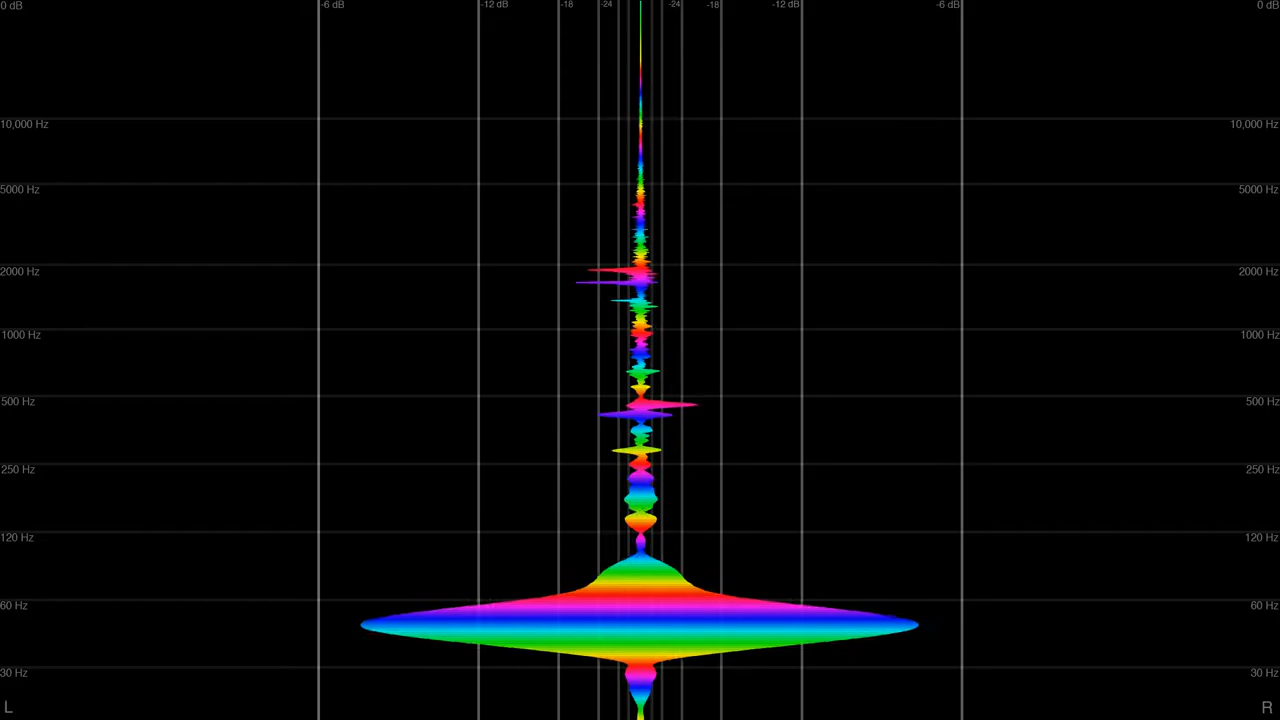 0 dB -6 dB -12 dB -18 -24 -24 -18 -12 dB -6 dB 0 dB
10,000 Hz 10,000 Hz
5000 Hz 5000 Hz
2000 Hz 2000 Hz
1000 Hz 1000 Hz
500 Hz 500 Hz
250 Hz 250 Hz
120 Hz 120 Hz
60 Hz 60 Hz
30 Hz 30 Hz
L R